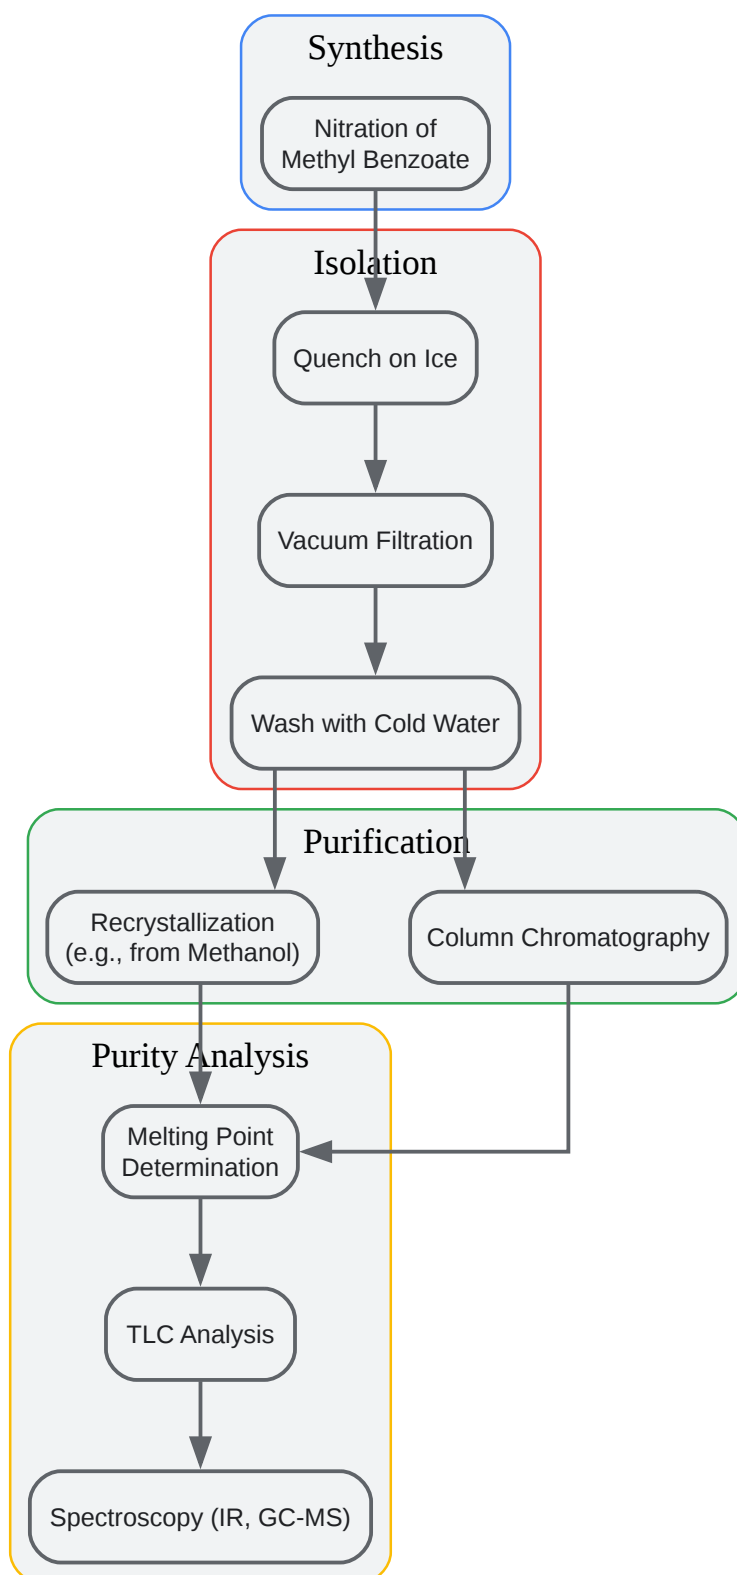 Synthesis
Nitration of
Methyl Benzoate
Isolation
Quench on Ice
Vacuum Filtration
Wash with Cold Water
Purification
Recrystallization
(e.g., from Methanol)
Column Chromatography
Purity Analysis
Melting Point
Determination
TLC Analysis
Spectroscopy (IR, GC-MS)